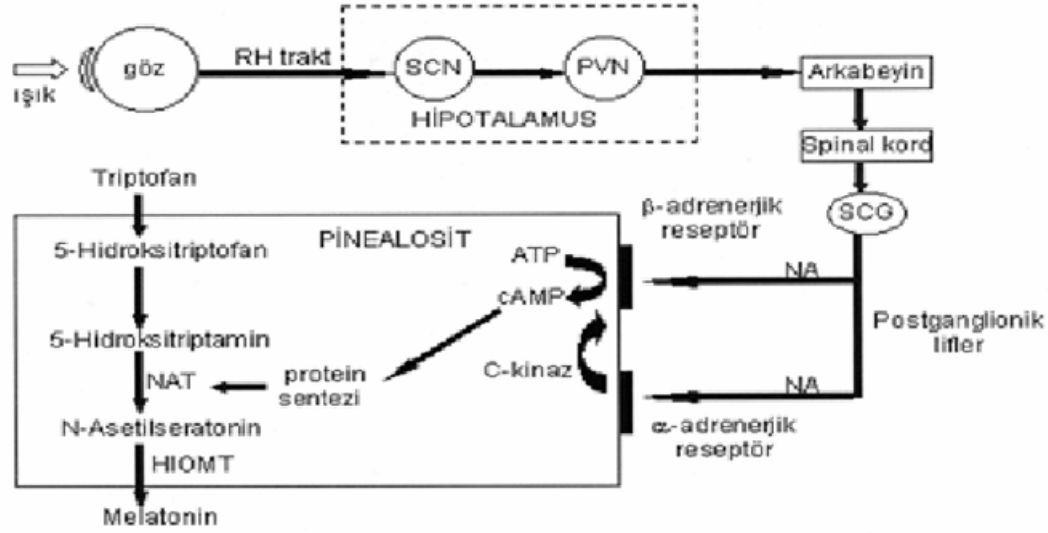 ışık
göz
RH trakt
SCN
PVN
HİPOTALAMUS
Arkabeyin
Spinal kord
SCG
Triptofan
5-Hidroksitriptofan
5-Hidroksitriptamin
NAT
N-Asetilseratonin
HIOMT
Melatonin
PİNEALOSİT
ATP
cAMP
C-kinaz
protein
sentezi
β-adrenerjik
reseptör
NA
Postganglionik
lifler
NA
α-adrenerjik
reseptör